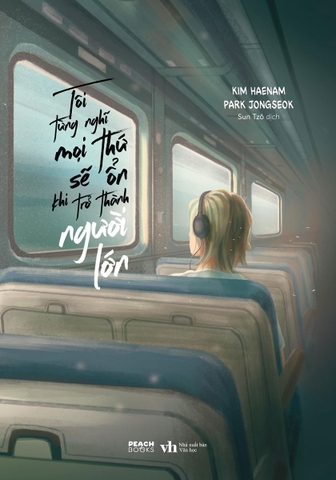 Tôi
từng nghĩ
mọi thứ
sẽ ổn
khi trở thành
người
lớn
KIM HAENAM
PARK JONGSEOK
Sun Tzô dịch
PEACH
BOOKS
vh
Nhà xuất bản
Văn học